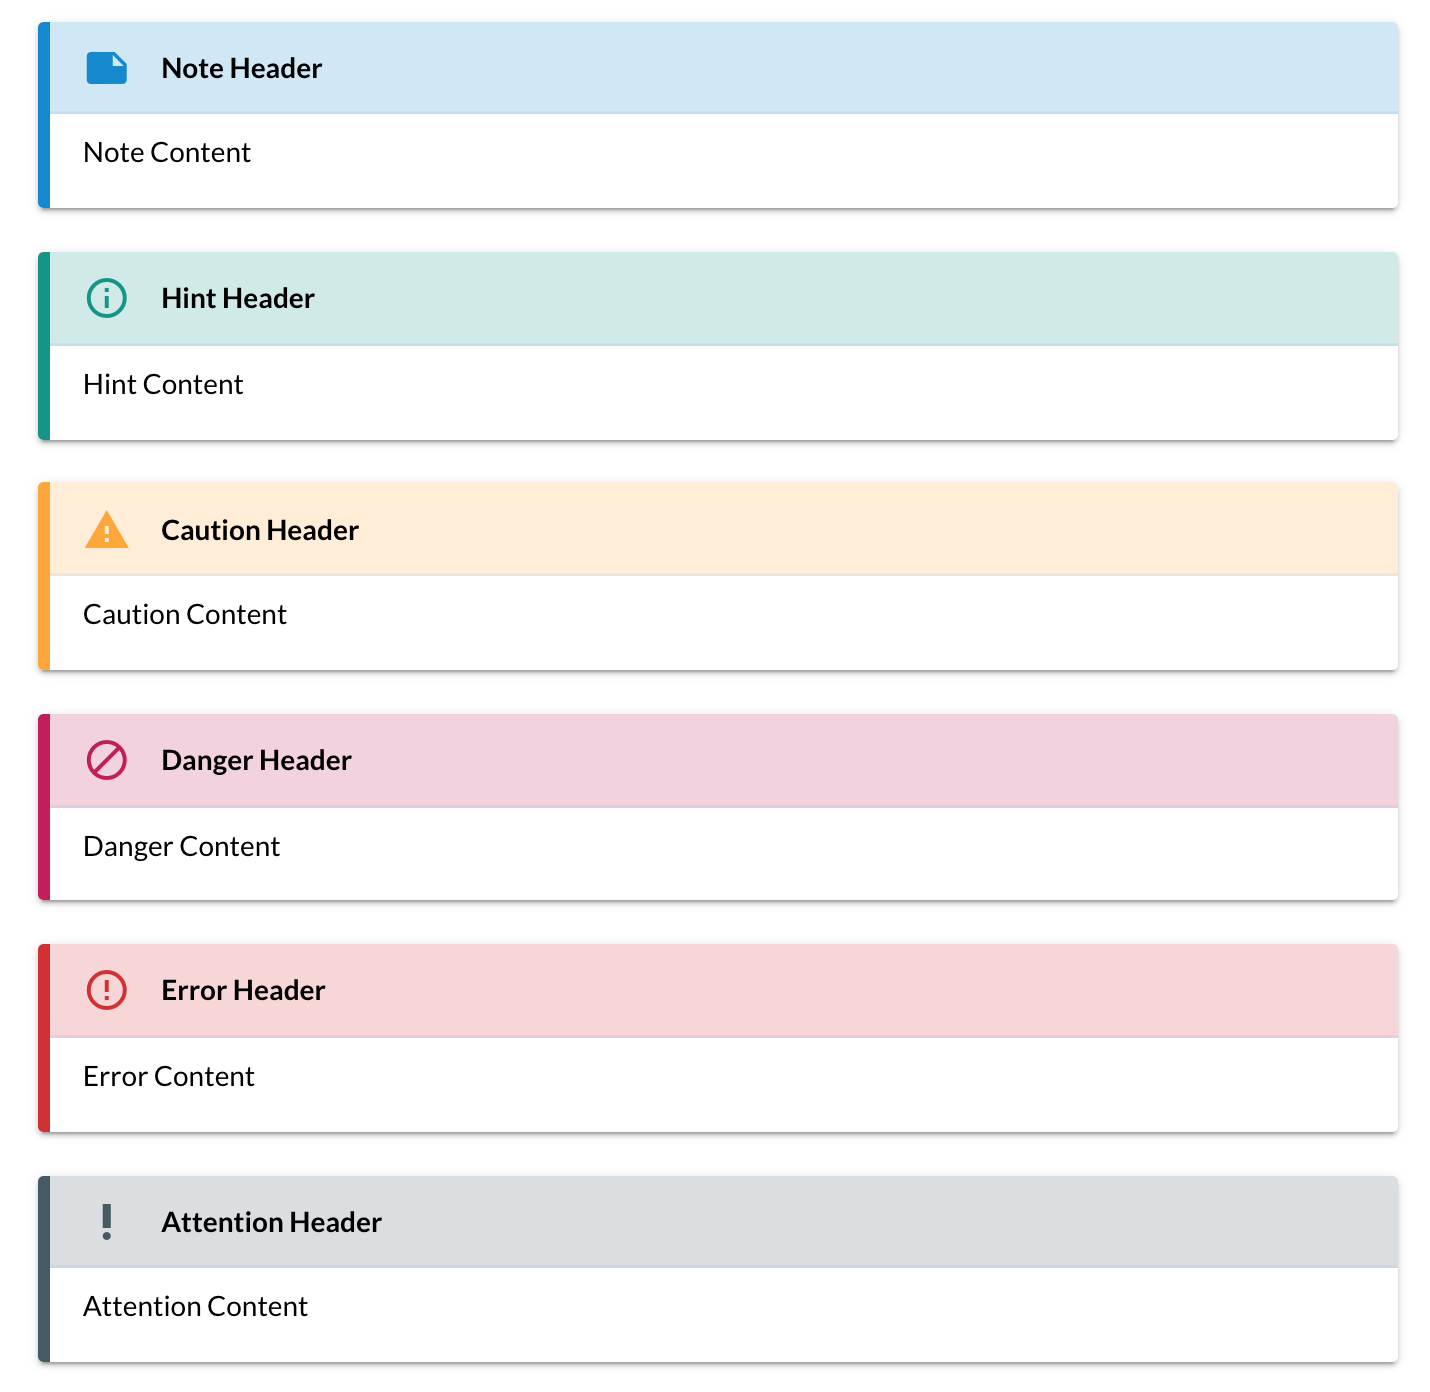 Note Header
Note Content
Hint Header
Hint Content
Caution Header
Caution Content
Danger Header
Danger Content
Error Header
Error Content
Attention Header
Attention Content